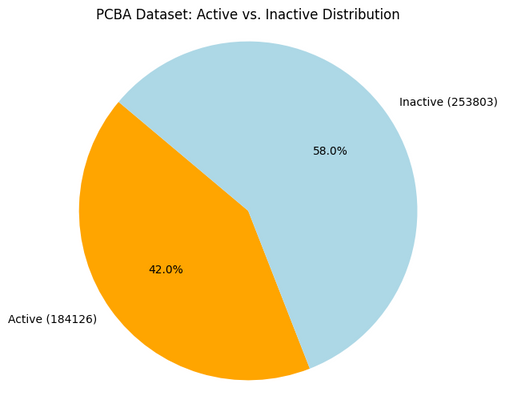 PCBA Dataset: Active vs. Inactive Distribution
Inactive (253803)
58.0%
42.0%
Active (184126)